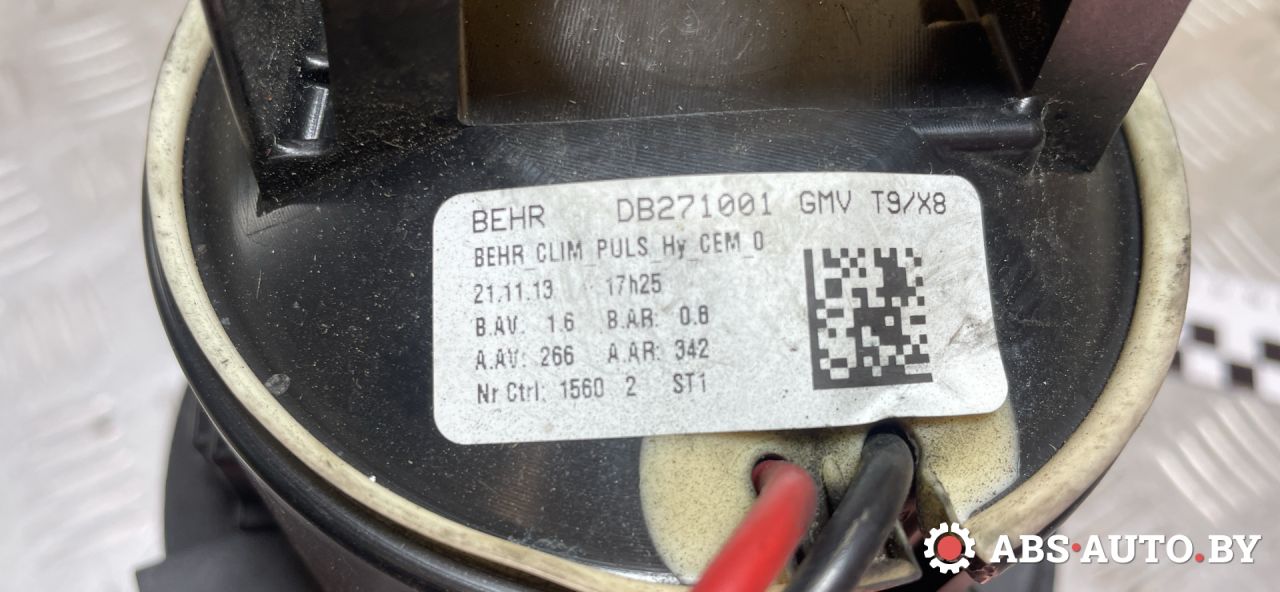 BEHR DB271001 GMV T9/X8
BEHR_CLIM_PULS_Hy_CEM_0
21.11.13 17h25
B.AV: 1.6 B.AR: 0.8
A.AV: 266 A.AR: 342
Nr Ctrl: 1560 2 ST1
ABS·AUTO.BY